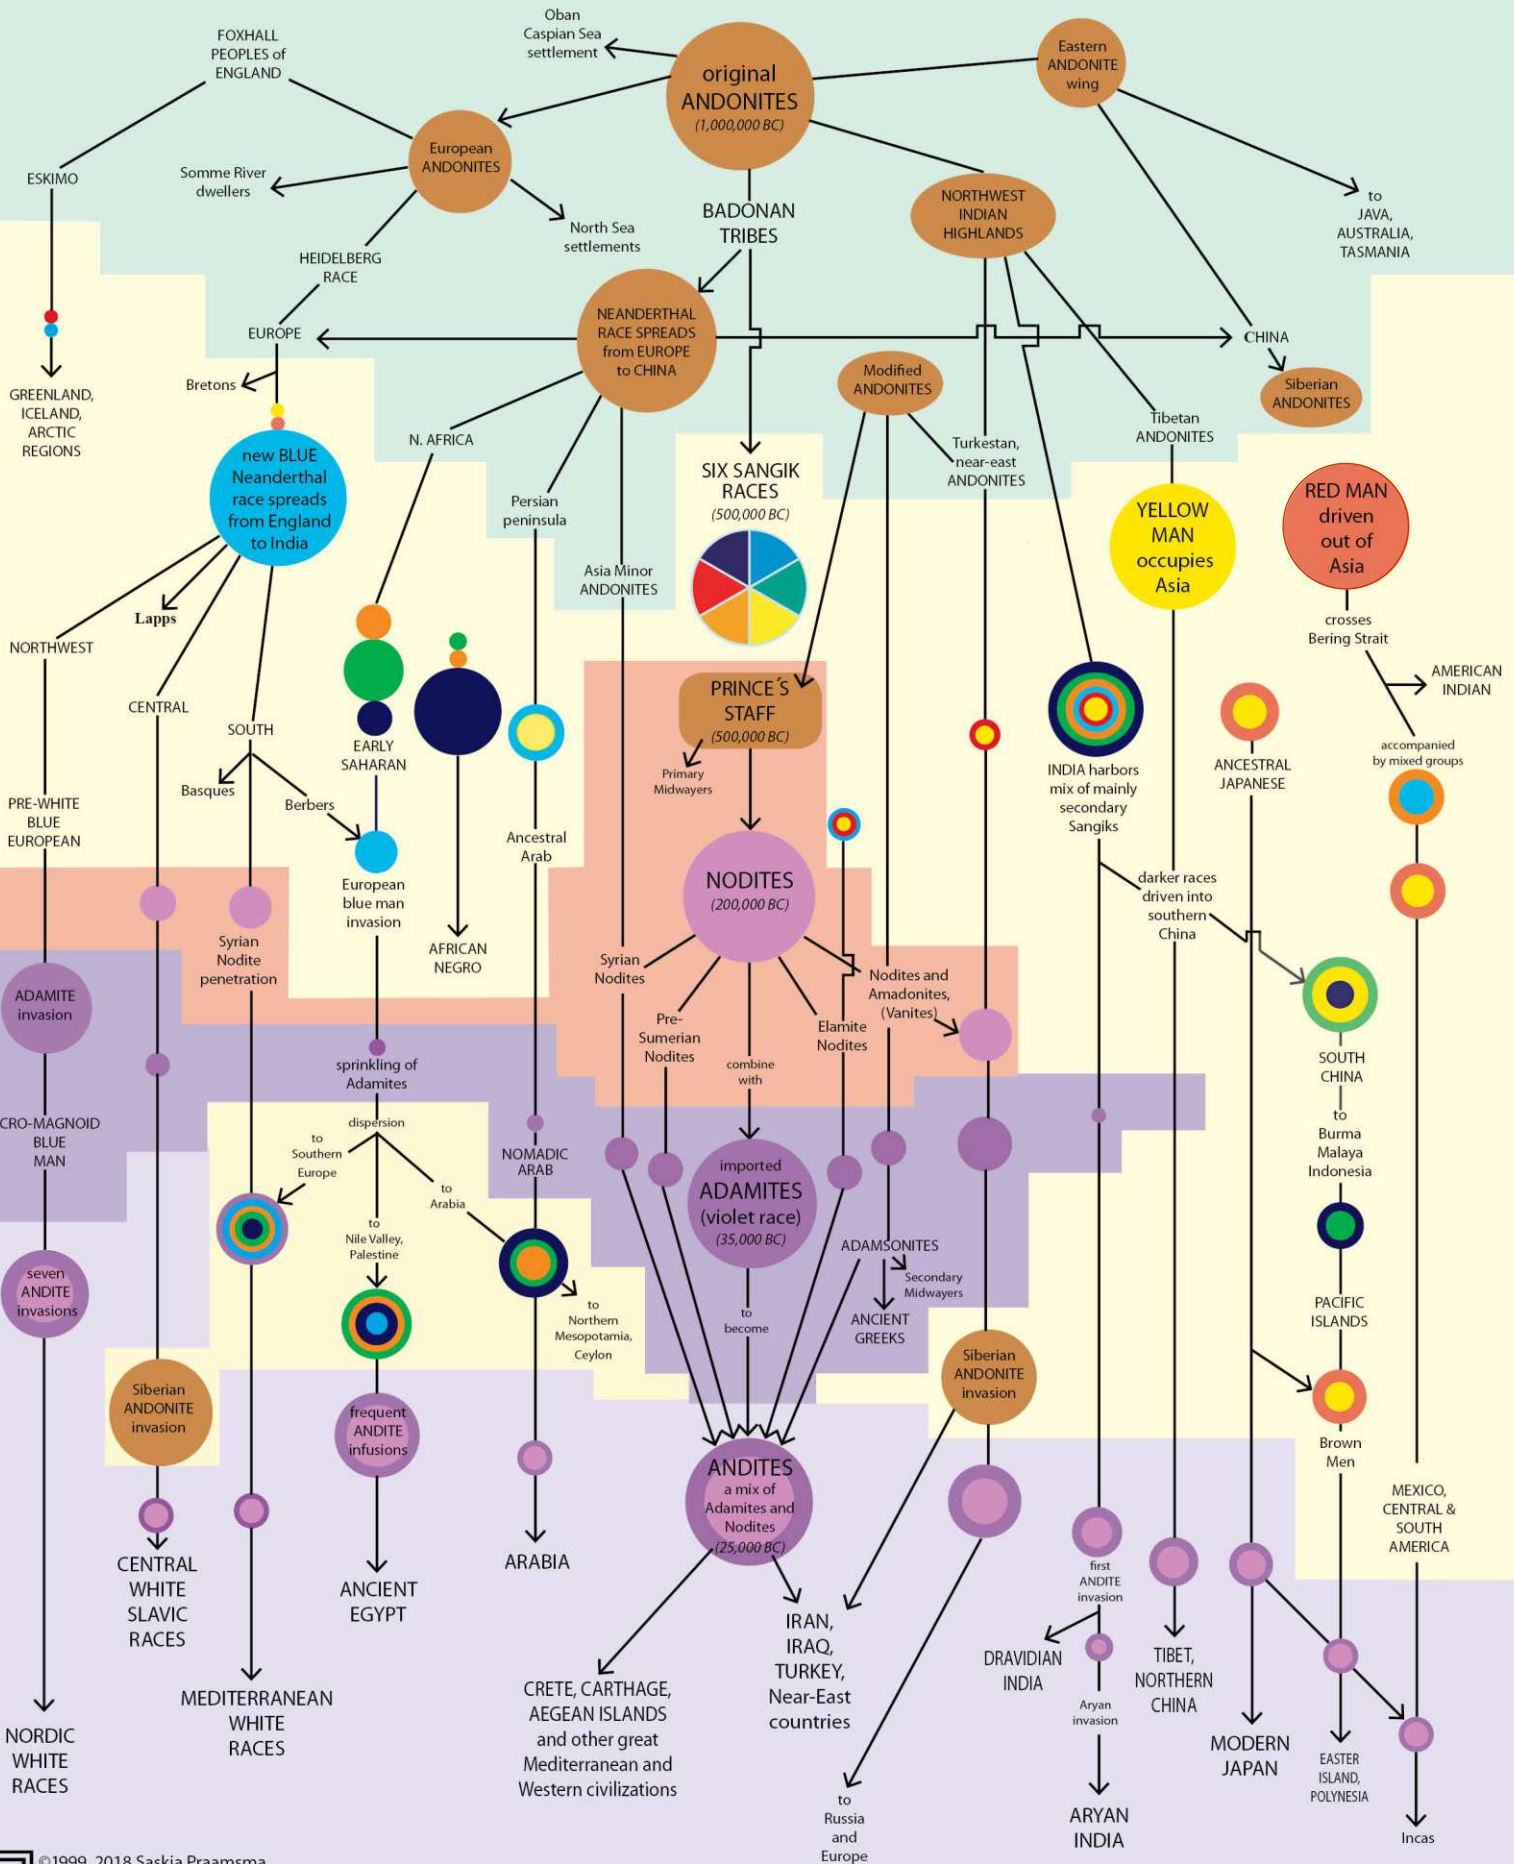 FOXHALL
PEOPLES of
ENGLAND
Oban
Caspian Sea
settlement
original
ANDONITES
(1,000,000 BC)
Eastern
ANDONITE
wing
European
ANDONITES
ESKIMO
Somme River
dwellers
North Sea
settlements
BADONAN
TRIBES
NORTHWEST
INDIAN
HIGHLANDS
to
JAVA,
AUSTRALIA,
TASMANIA
HEIDELBERG
RACE
EUROPE
NEANDERTHAL
RACE SPREADS
from EUROPE
to CHINA
CHINA
Bretons
Modified
ANDONITES
Siberian
ANDONITES
GREENLAND,
ICELAND,
ARCTIC
REGIONS
N. AFRICA
Tibetan
ANDONITES
Turkestan,
near-east
ANDONITES
new BLUE
Neanderthal
race spreads
from England
to India
Persian
peninsula
SIX SANGIK
RACES
(500,000 BC)
YELLOW
MAN
occupies
Asia
RED MAN
driven
out of
Asia
Asia Minor
ANDONITES
Lapps
crosses
Bering Strait
NORTHWEST
AMERICAN
INDIAN
CENTRAL
SOUTH
PRINCE´S
STAFF
(500,000 BC)
EARLY
SAHARAN
Primary
Midwayers
INDIA harbors
mix of mainly
secondary
Sangiks
ANCESTRAL
JAPANESE
accompanied
by mixed groups
Basques
Berbers
PRE-WHITE
BLUE
EUROPEAN
Ancestral
Arab
European
blue man
invasion
NODITES
(200,000 BC)
darker races
driven into
southern
China
AFRICAN
NEGRO
Syrian
Nodite
penetration
Syrian
Nodites
Nodites and
Amadonites,
(Vanites)
ADAMITE
invasion
Pre-
Sumerian
Nodites
Elamite
Nodites
combine
with
sprinkling of
Adamites
SOUTH
CHINA
to
Burma
Malaya
Indonesia
CRO-MAGNOID
BLUE
MAN
dispersion
to
Southern
Europe
to
Arabia
NOMADIC
ARAB
imported
ADAMITES
(violet race)
(35,000 BC)
to
Nile Valley,
Palestine
ADAMSONITES
Secondary
Midwayers
ANCIENT
GREEKS
seven
ANDITE
invasions
to
Northern
Mesopotamia,
Ceylon
to
become
PACIFIC
ISLANDS
Siberian
ANDONITE
invasion
Siberian
ANDONITE
invasion
frequent
ANDITE
infusions
Brown
Men
ANDITES
a mix of
Adamites and
Nodites
(25,000 BC)
MEXICO,
CENTRAL &
SOUTH
AMERICA
CENTRAL
WHITE
SLAVIC
RACES
ANCIENT
EGYPT
ARABIA
first
ANDITE
invasion
IRAN,
IRAQ,
TURKEY,
Near-East
countries
DRAVIDIAN
INDIA
TIBET,
NORTHERN
CHINA
Aryan
invasion
MEDITERRANEAN
WHITE
RACES
CRETE, CARTHAGE,
AEGEAN ISLANDS
and other great
Mediterranean and
Western civilizations
NORDIC
WHITE
RACES
MODERN
JAPAN
EASTER
ISLAND,
POLYNESIA
to
Russia
and
Europe
ARYAN
INDIA
Incas
©1999, 2018 Saskia Praamsma